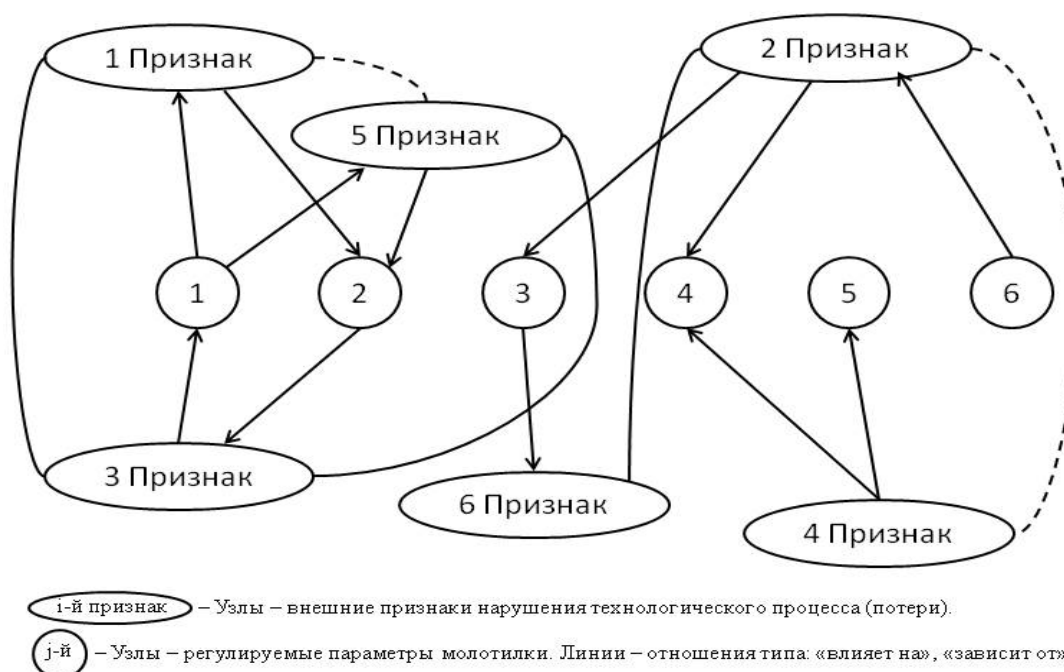 1 Признак
2 Признак
5 Признак
1
2
3
4
5
6
3 Признак
6 Признак
4 Признак
i-й признак – Узлы – внешние признаки нарушения технологического процесса (потери).
j-й – Узлы – регулируемые параметры молотилки. Линии – отношения типа: «влияет на», «зависит от»